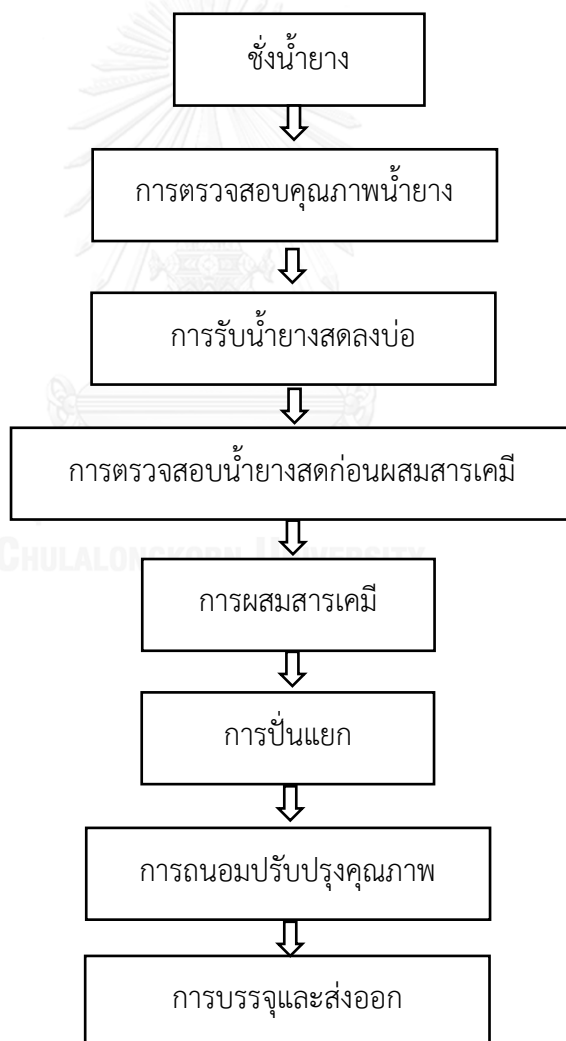 ชั่งน้ำยาง
การตรวจสอบคุณภาพน้ำยาง
การรับน้ำยางสดลงบ่อ
การตรวจสอบน้ำยางสดก่อนผสมสารเคมี
CHULALONGKORN UNIVERSITY
การผสมสารเคมี
การปั่นแยก
การถนอมปรับปรุงคุณภาพ
การบรรจุและส่งออก